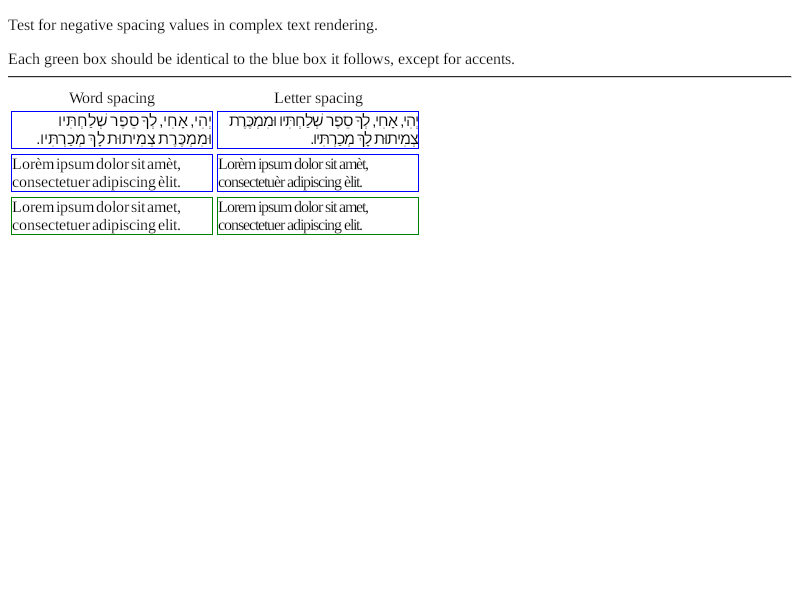 Test for negative spacing values in complex text rendering.
Each green box should be identical to the blue box it follows, except for accents.
Word spacing
Letter spacing
יְהִי, אָחִי, לְךָ סֵפֶר שְׁלַחְתִּיו
וּמִמְכֶּרֶת צְמִיתוּת לָךְ מְכַרְתִּיו.
יְהִי, אָחִי, לְךָ סֵפֶר שְׁלַחְתִּיו וּמִמְכֶּרֶת
צְמִיתוּת לָךְ מְכַרְתִּיו.
Lorèm ipsum dolor sit amèt,
consectetuer adipiscing èlit.
Lorèm ipsum dolor sit amèt,
consectetuèr adipiscing èlit.
Lorem ipsum dolor sit amet,
consectetuer adipiscing elit.
Lorem ipsum dolor sit amet,
consectetuer adipiscing elit.